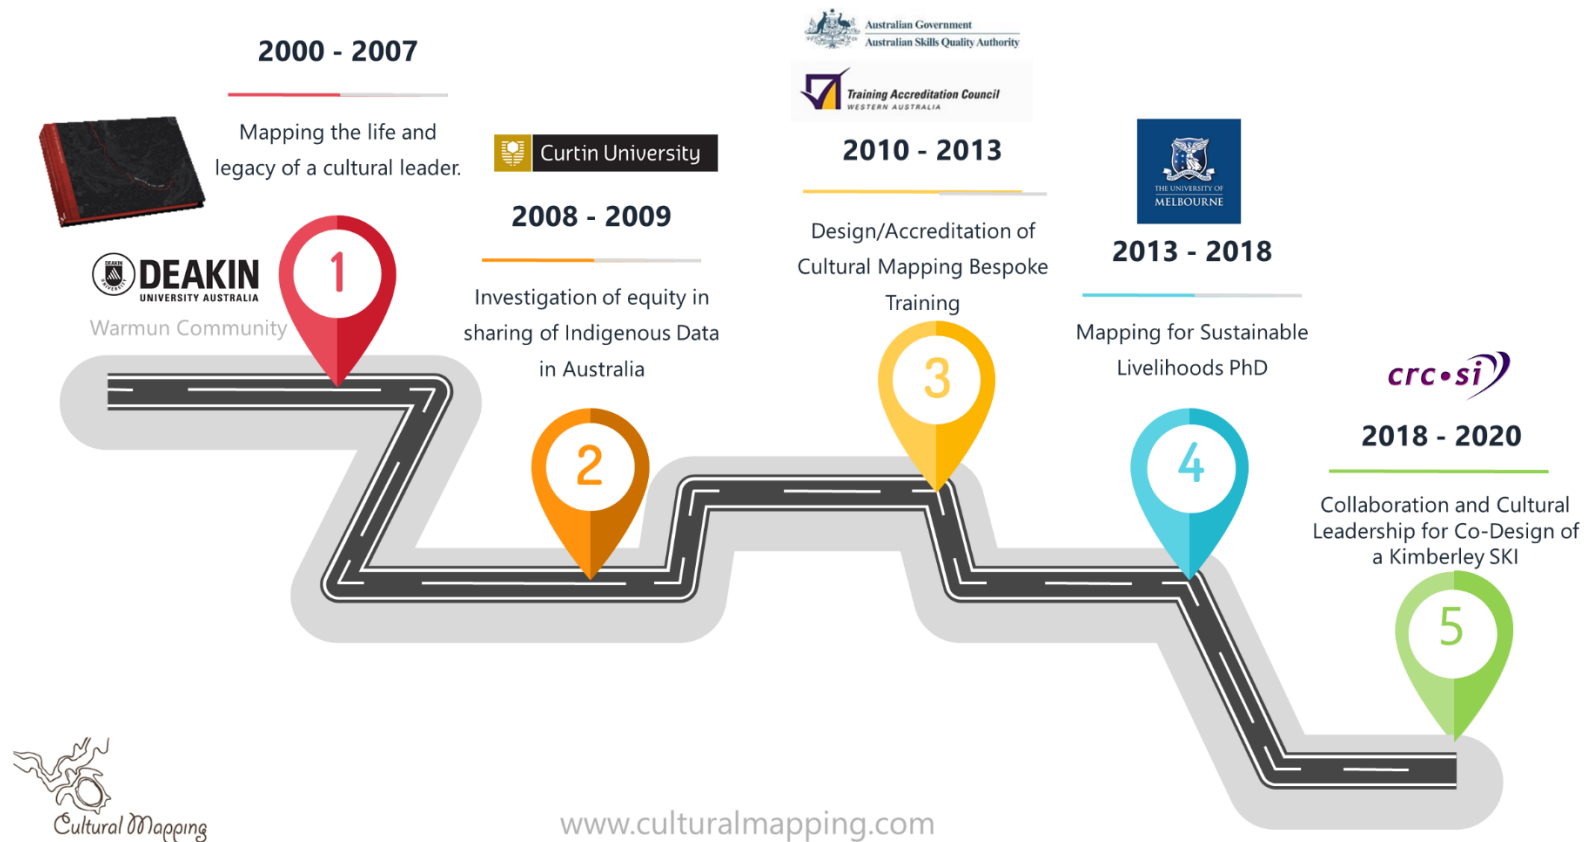 2000 - 2007
Mapping the life and
legacy of a cultural leader.
DEAKIN
UNIVERSITY AUSTRALIA
Warmun Community
1
Curtin University
2008 - 2009
Investigation of equity in
sharing of Indigenous Data
in Australia
2
Australian Government
Australian Skills Quality Authority
Training Accreditation Council
WESTERN AUSTRALIA
2010 - 2013
Design/Accreditation of
Cultural Mapping Bespoke
Training
3
THE UNIVERSITY OF
MELBOURNE
2013 - 2018
Mapping for Sustainable
Livelihoods PhD
4
crc•si
2018 - 2020
Collaboration and Cultural
Leadership for Co-Design of
a Kimberley SKI
5
Cultural Mapping
www.culturalmapping.com